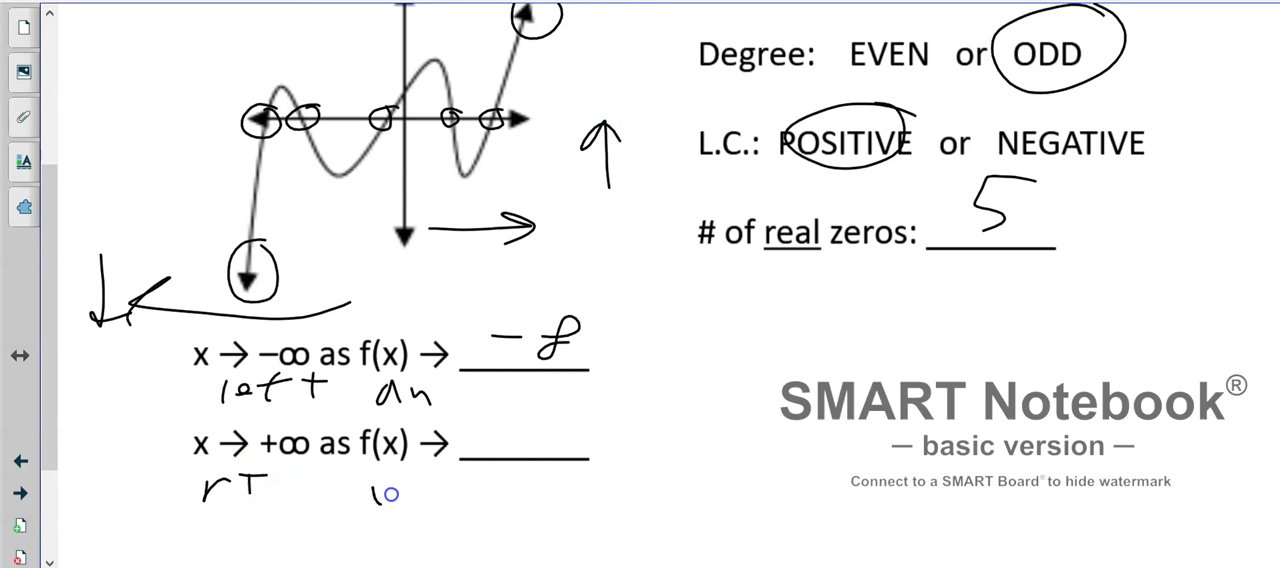 Degree: EVEN or ODD
L.C.: POSITIVE or NEGATIVE
# of real zeros: 5
x → −∞ as f(x) → −∞
left dn
x → +∞ as f(x) → ______
rt
SMART Notebook®
— basic version —
Connect to a SMART Board® to hide watermark